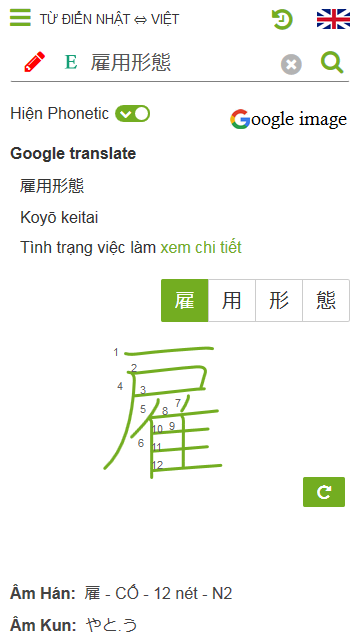 TỪ ĐIỂN NHẬT ⇔ VIỆT
E 雇用形態
Hiện Phonetic
Google image
Google translate
雇用形態
Koyō keitai
Tình trạng việc làm xem chi tiết
雇 用 形 態
雇
1
2
3
4
5
6
7
8
9
10
11
12
Âm Hán: 雇 - CỐ - 12 nét - N2
Âm Kun: やと.う